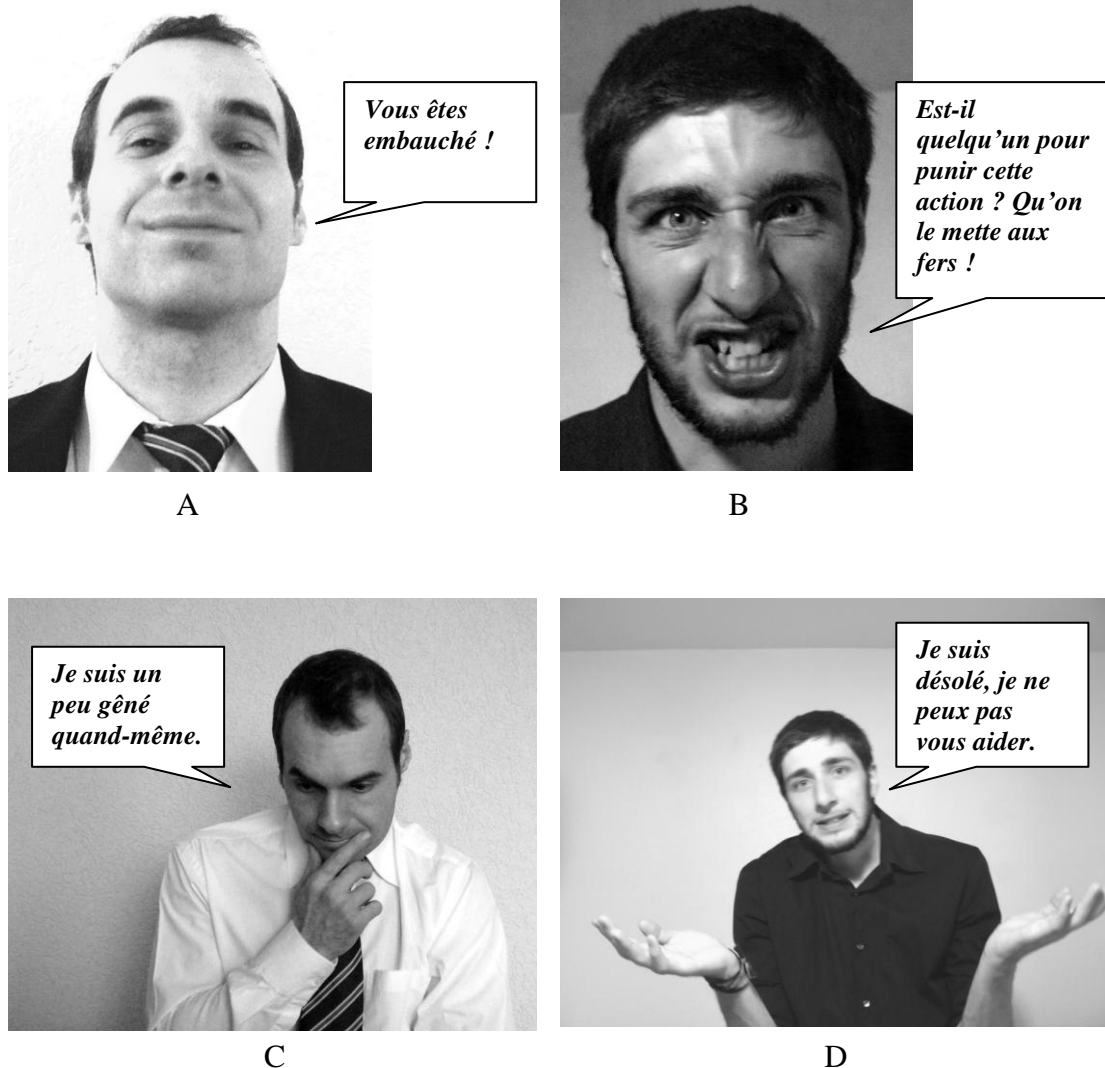 Vous êtes
embauché !
Est-il
quelqu'un pour
punir cette
action ? Qu'on
le mette aux
fers !
A
B
Je suis un
peu gêné
quand-même.
Je suis
désolé, je ne
peux pas
vous aider.
C
D